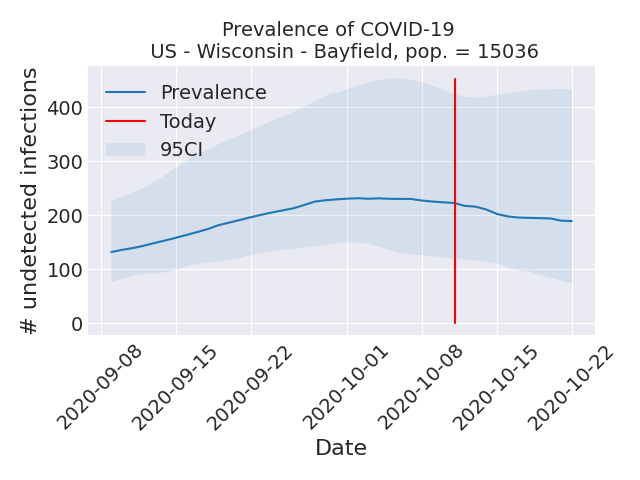 Prevalence of COVID-19
US - Wisconsin - Bayfield, pop. = 15036
# undetected infections
400
300
200
100
0
Prevalence
Today
95CI
2020-09-08
2020-09-15
2020-09-22
2020-10-01
2020-10-08
2020-10-15
2020-10-22
Date